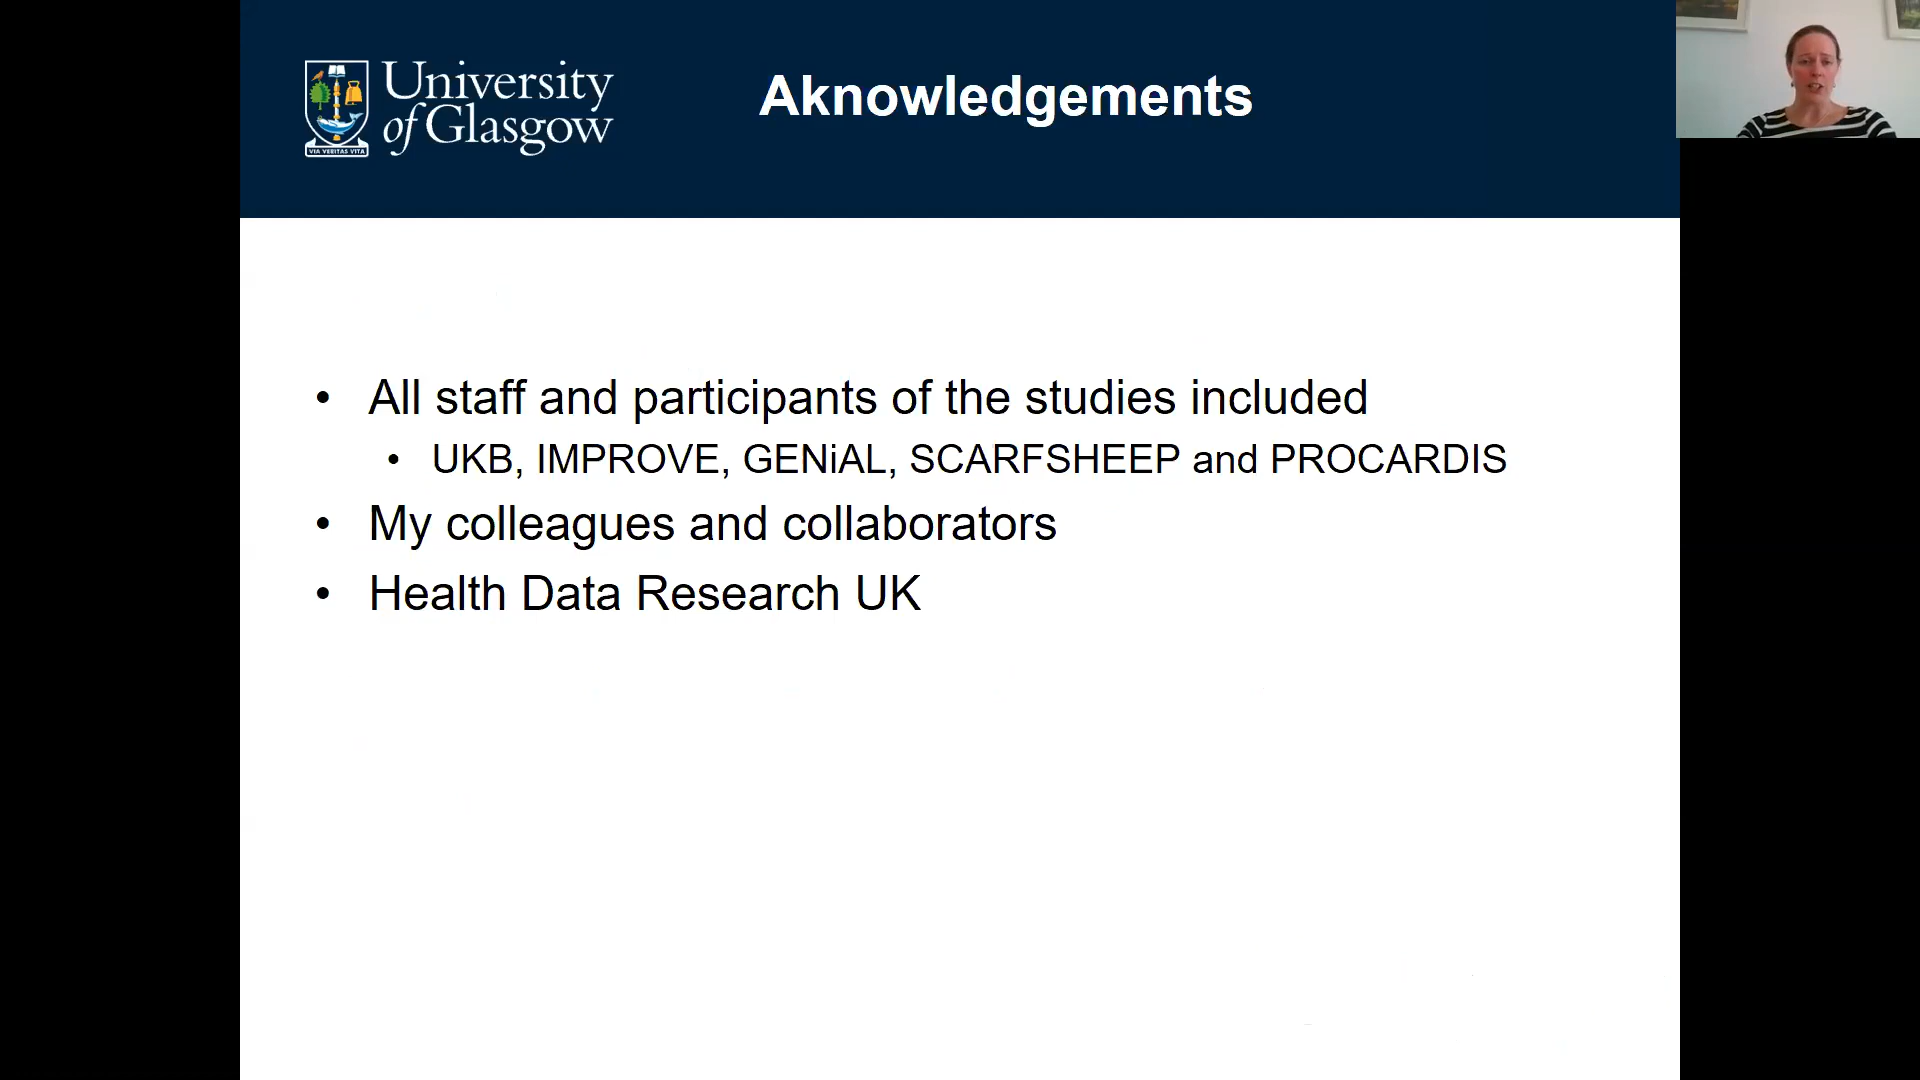 University
of Glasgow
VIA VERITAS VITA
Aknowledgements
• All staff and participants of the studies included
• UKB, IMPROVE, GENiAL, SCARFSHEEP and PROCARDIS
• My colleagues and collaborators
• Health Data Research UK